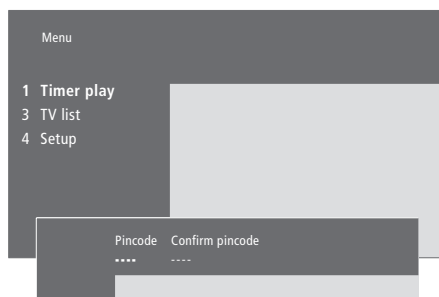 Menu
1 Timer play
3 TV list
4 Setup
Pincode Confirm pincode
---- ----